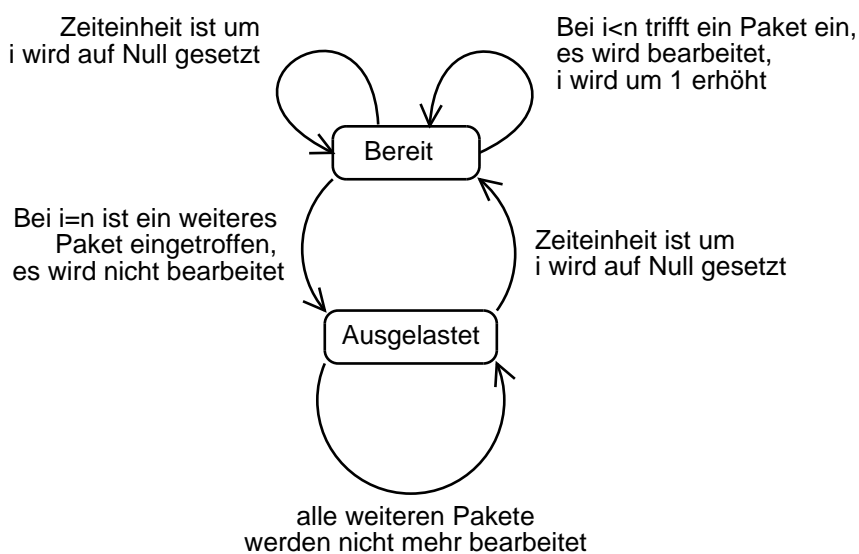 Zeiteinheit ist um
i wird auf Null gesetzt
Bei i<n trifft ein Paket ein,
es wird bearbeitet,
i wird um 1 erhöht
Bereit
Bei i=n ist ein weiteres
Paket eingetroffen,
es wird nicht bearbeitet
Zeiteinheit ist um
i wird auf Null gesetzt
Ausgelastet
alle weiteren Pakete
werden nicht mehr bearbeitet